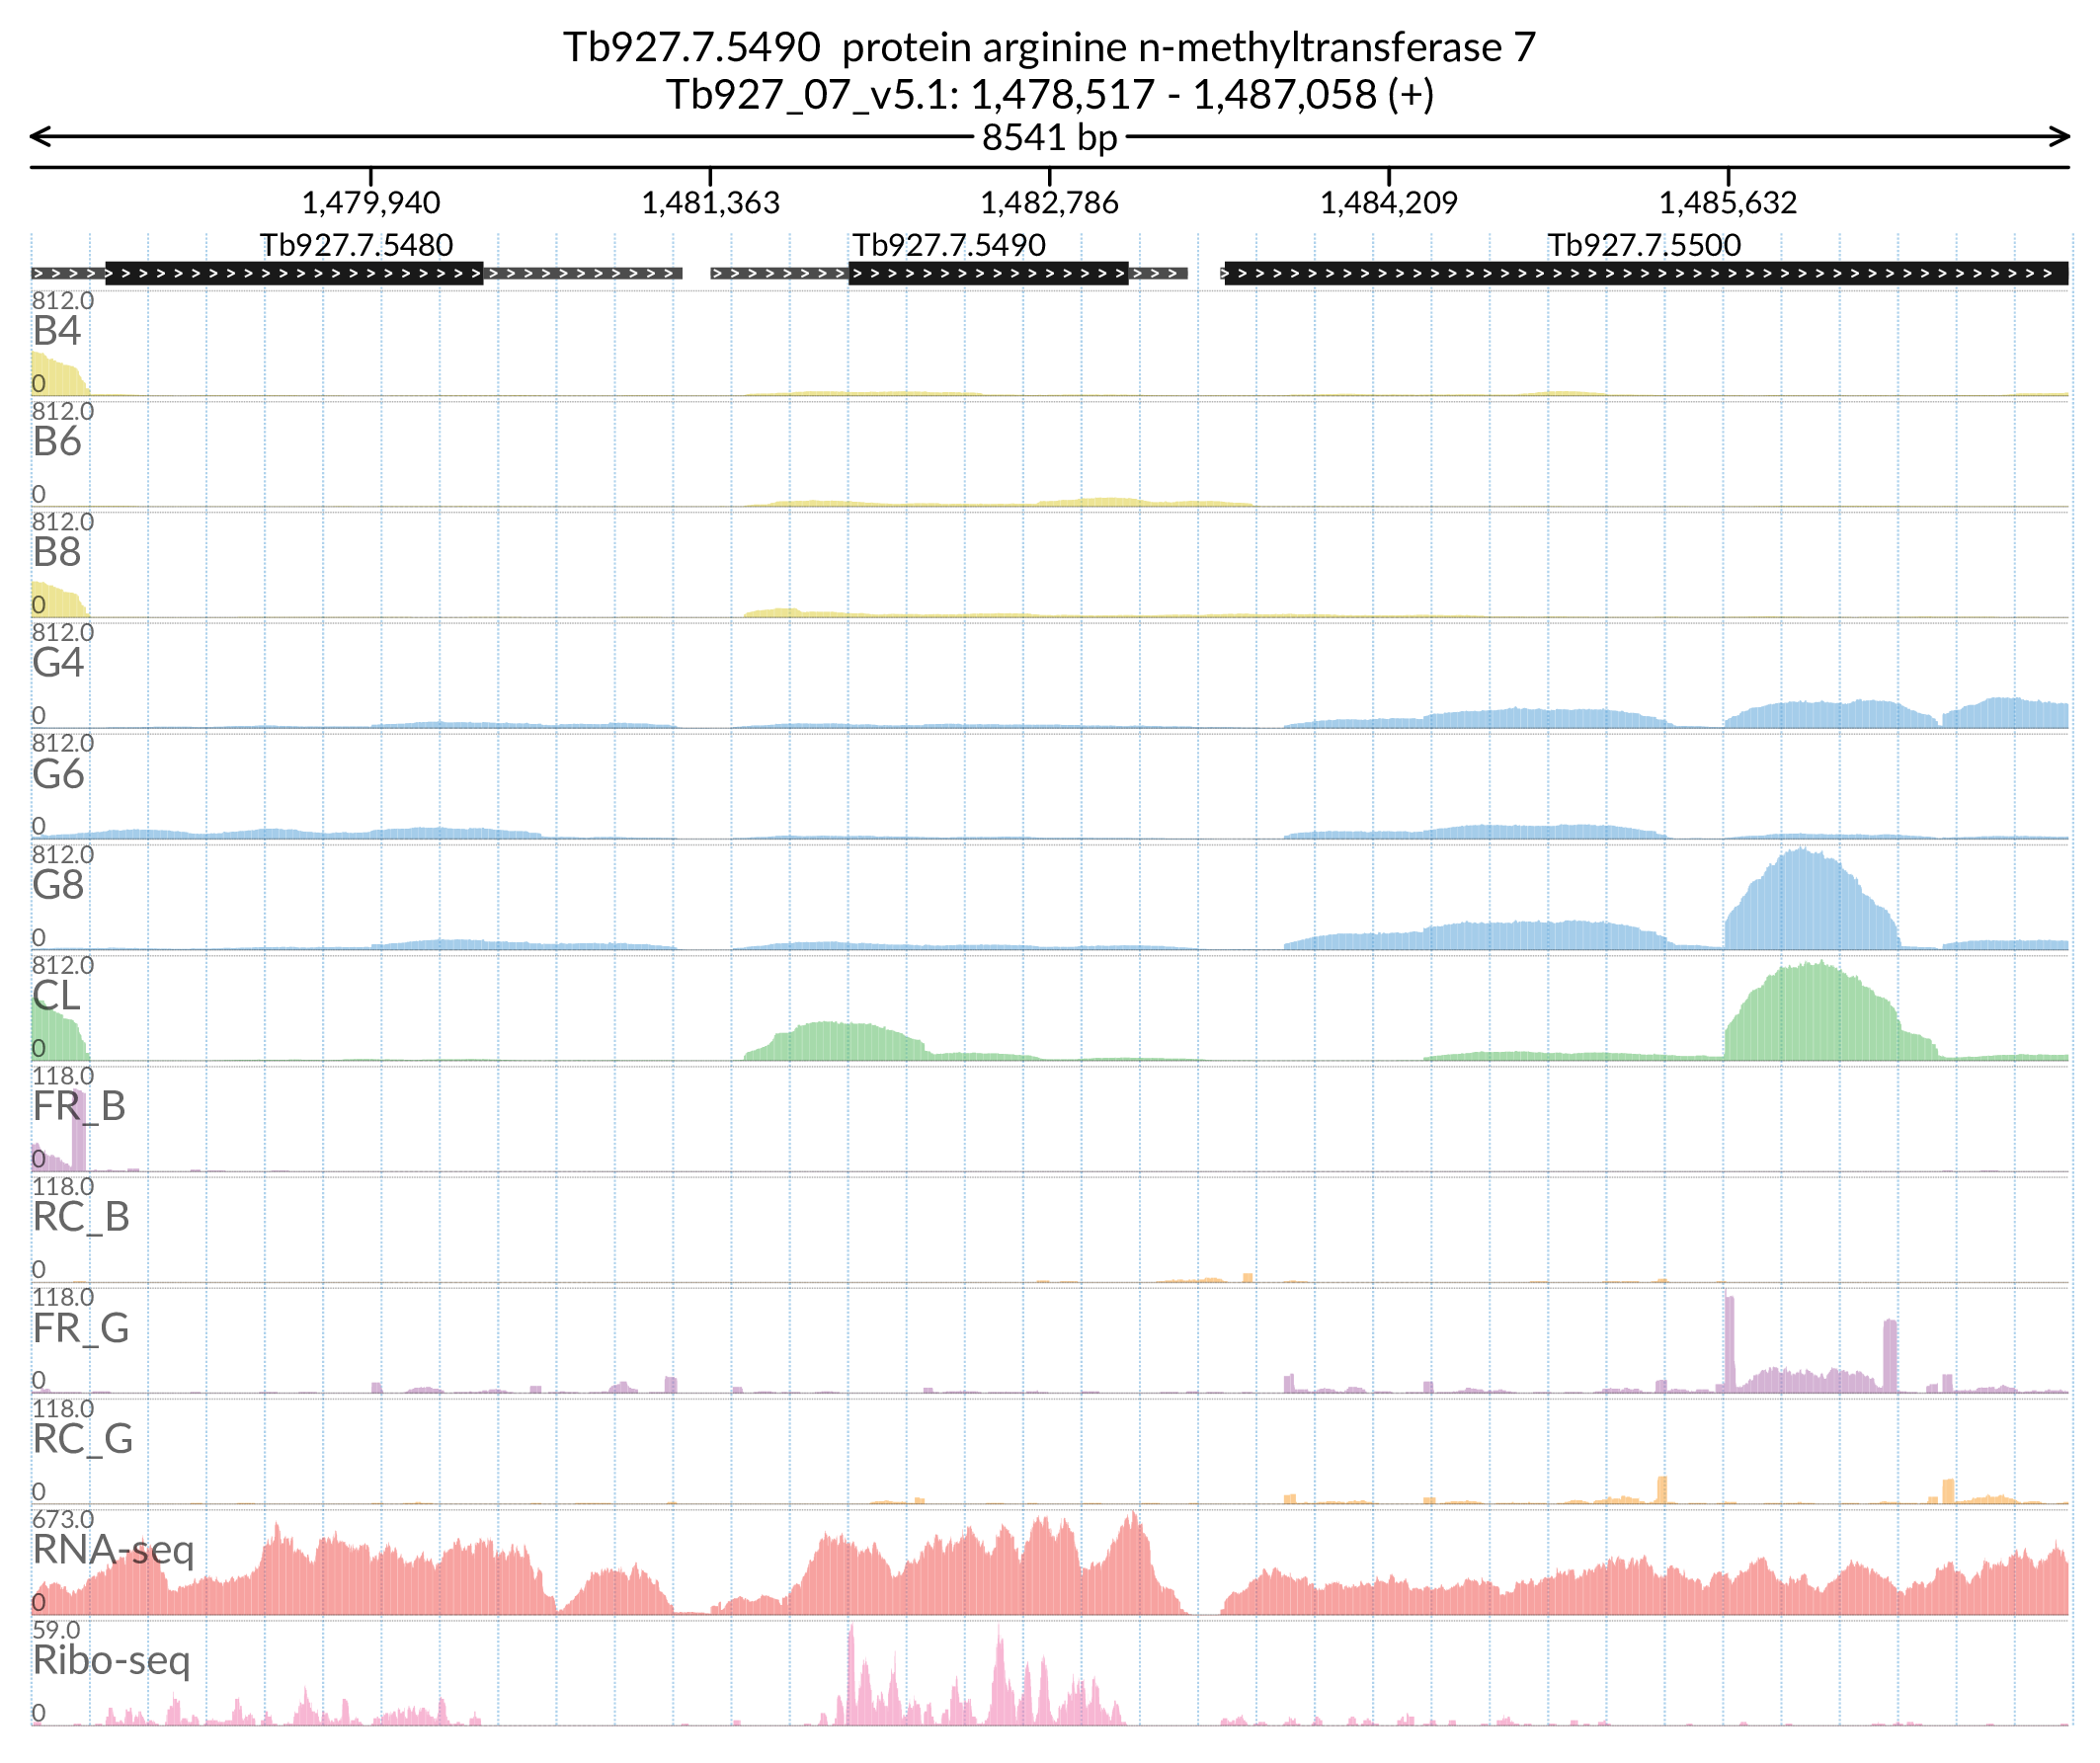 Tb927.7.5490  protein arginine n-methyltransferase 7
Tb927_07_v5.1: 1,478,517 - 1,487,058 (+)
8541 bp
1,479,940 1,481,363 1,482,786 1,484,209 1,485,632
Tb927.7.5480 Tb927.7.5490 Tb927.7.5500
812.0
B4
0
812.0
B6
0
812.0
B8
0
812.0
G4
0
812.0
G6
0
812.0
G8
0
812.0
CL
0
118.0
FR_B
0
118.0
RC_B
0
118.0
FR_G
0
118.0
RC_G
0
673.0
RNA-seq
0
59.0
Ribo-seq
0